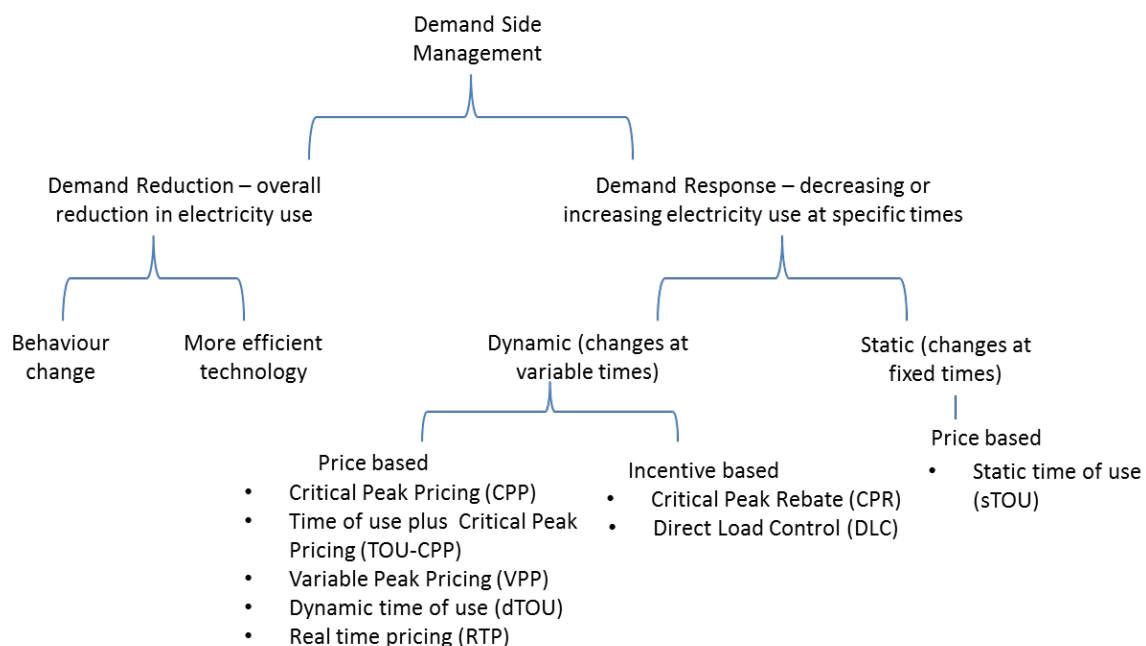 Demand Side
Management
Demand Reduction – overall
reduction in electricity use
Demand Response – decreasing or
increasing electricity use at specific times
Behaviour
change
More efficient
technology
Dynamic (changes at
variable times)
Static (changes at
fixed times)
Price based
• Critical Peak Pricing (CPP)
• Time of use plus Critical Peak
Pricing (TOU-CPP)
• Variable Peak Pricing (VPP)
• Dynamic time of use (dTOU)
• Real time pricing (RTP)
Incentive based
• Critical Peak Rebate (CPR)
• Direct Load Control (DLC)
Price based
• Static time of use
(sTOU)